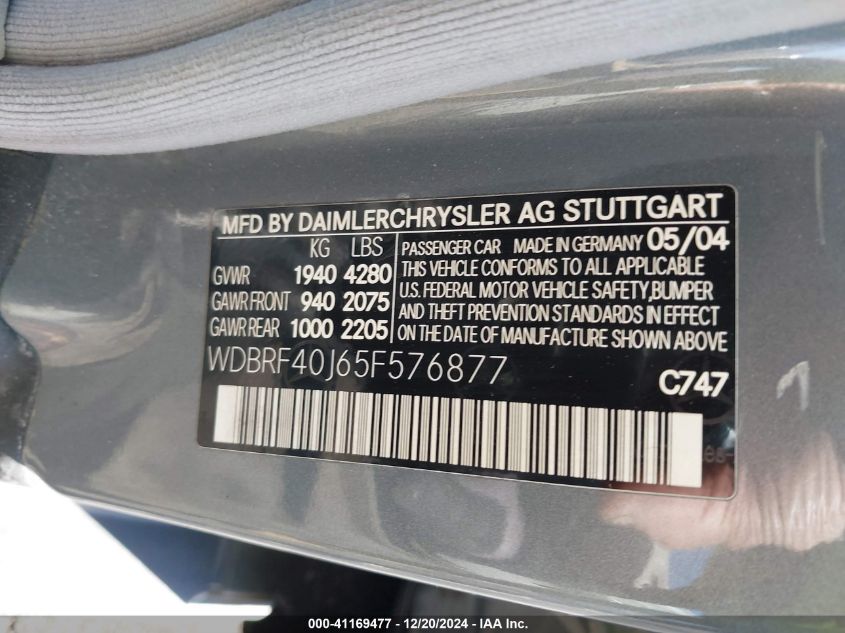 MFD BY DAIMLERCHRYSLER AG STUTTGART
KG LBS
GVWR 1940 4280
GAWR FRONT 940 2075
GAWR REAR 1000 2205
PASSENGER CAR MADE IN GERMANY 05/04
THIS VEHICLE CONFORMS TO ALL APPLICABLE
U.S. FEDERAL MOTOR VEHICLE SAFETY,BUMPER
AND THEFT PREVENTION STANDARDS IN EFFECT
ON THE DATE OF MANUFACTURE SHOWN ABOVE
WDBRF40J65F576877
C747
000-41169477 - 12/20/2024 - IAA Inc.